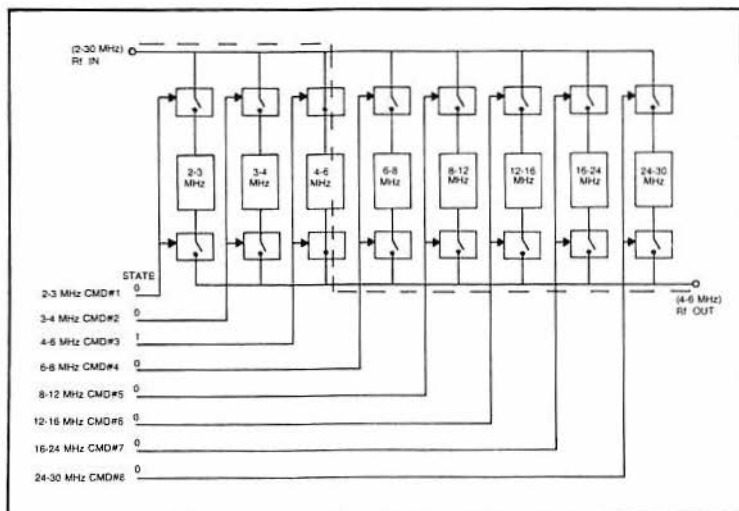 (2-30 MHz)
Rf IN
2-3
MHz
3-4
MHz
4-6
MHz
6-8
MHz
8-12
MHz
12-16
MHz
16-24
MHz
24-30
MHz
STATE
2-3 MHz CMD#1 0
3-4 MHz CMD#2 0
4-6 MHz CMD#3 1
6-8 MHz CMD#4 0
8-12 MHz CMD#5 0
12-16 MHz CMD#6 0
16-24 MHz CMD#7 0
24-30 MHz CMD#8 0
(4-6 MHz)
Rf OUT